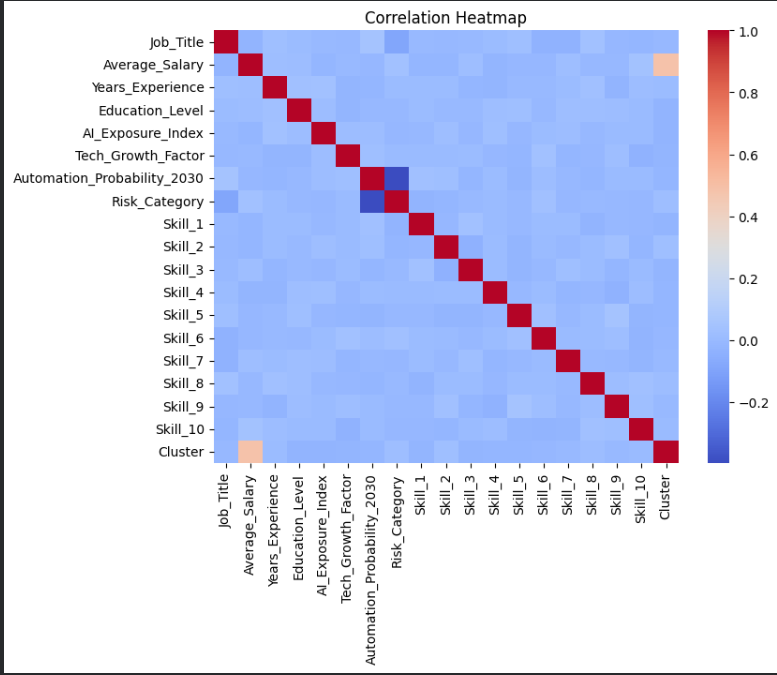 Correlation Heatmap
Job_Title
Average_Salary
Years_Experience
Education_Level
AI_Exposure_Index
Tech_Growth_Factor
Automation_Probability_2030
Risk_Category
Skill_1
Skill_2
Skill_3
Skill_4
Skill_5
Skill_6
Skill_7
Skill_8
Skill_9
Skill_10
Cluster
Job_Title
Average_Salary
Years_Experience
Education_Level
AI_Exposure_Index
Tech_Growth_Factor
Automation_Probability_2030
Risk_Category
Skill_1
Skill_2
Skill_3
Skill_4
Skill_5
Skill_6
Skill_7
Skill_8
Skill_9
Skill_10
Cluster
1.0
0.8
0.6
0.4
0.2
0.0
−0.2